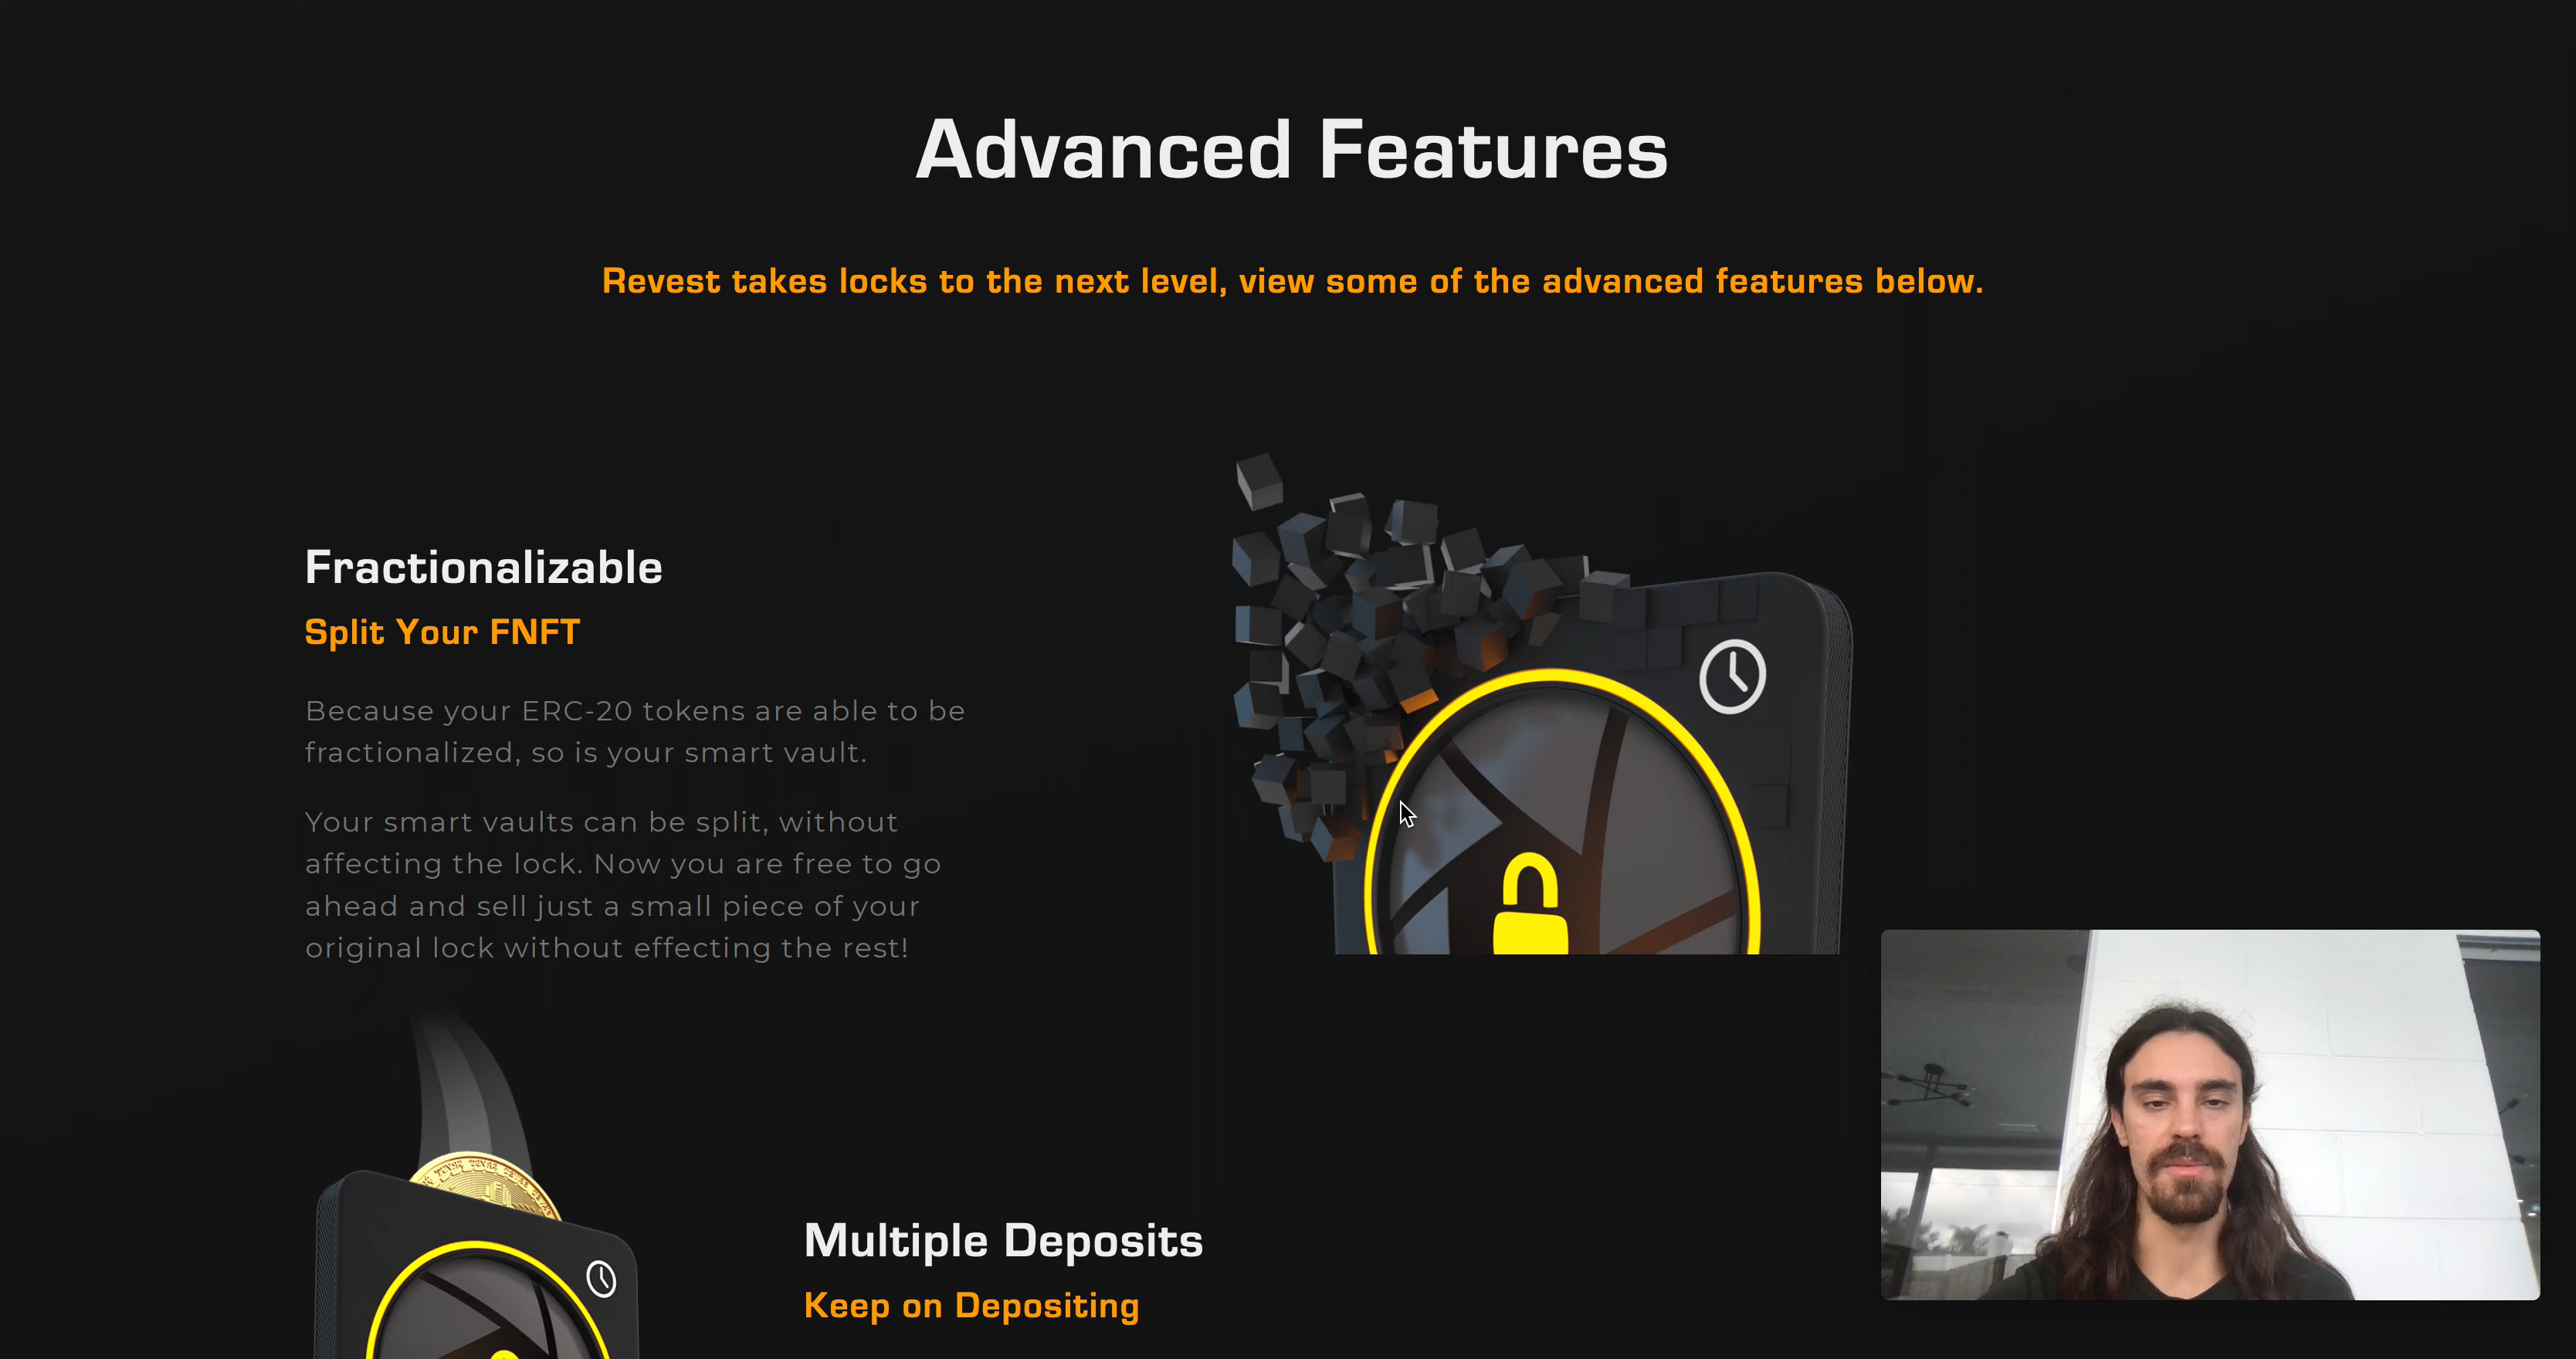 Advanced Features
Revest takes locks to the next level, view some of the advanced features below.
Fractionalizable
Split Your FNFT
Because your ERC-20 tokens are able to be
fractionalized, so is your smart vault.
Your smart vaults can be split, without
affecting the lock. Now you are free to go
ahead and sell just a small piece of your
original lock without effecting the rest!
Multiple Deposits
Keep on Depositing